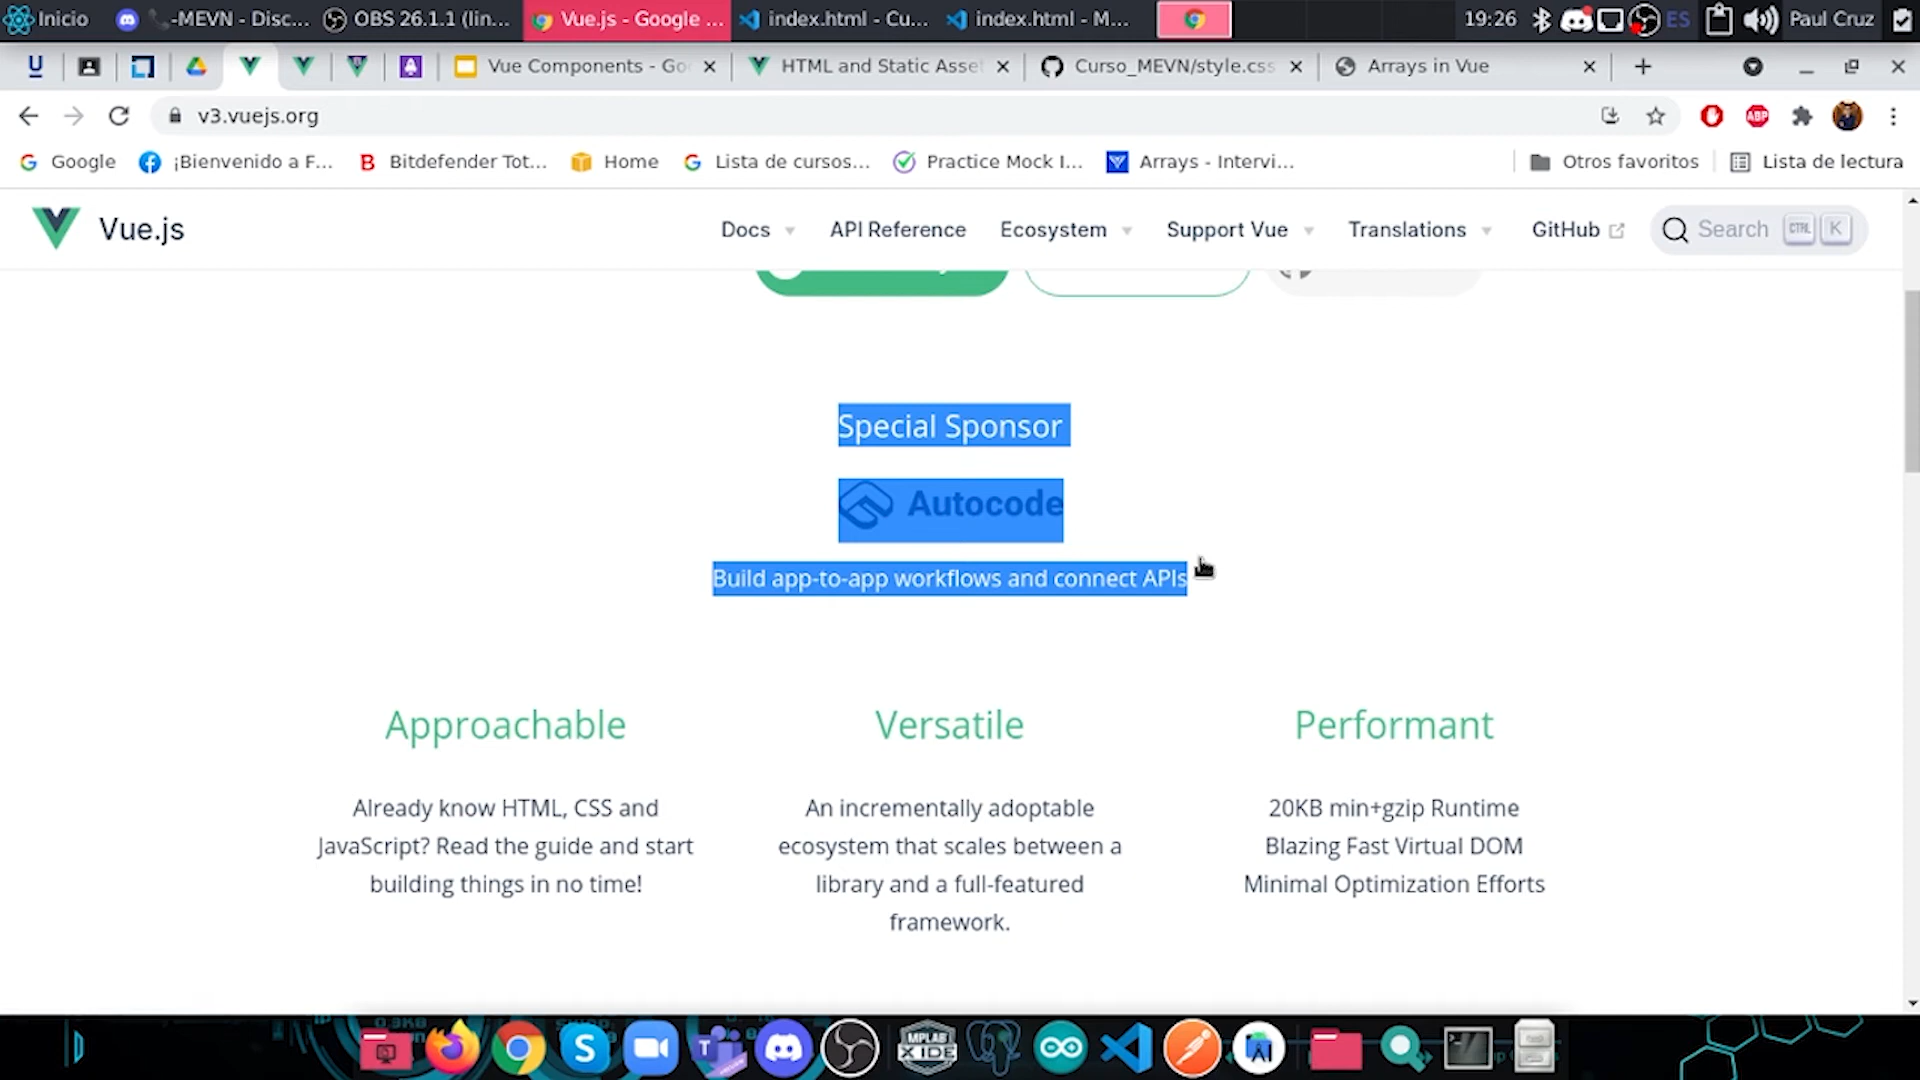 Inicio
-MEVN - Disc...
OBS 26.1.1 (lin...
Vue.js - Google ...
index.html - Cu...
index.html - M...
19:26
ES
Paul Cruz
U
Vue Components - Go
HTML and Static Asse
Curso_MEVN/style.css
Arrays in Vue
v3.vuejs.org
ABP
Google
¡Bienvenido a F...
Bitdefender Tot...
Home
Lista de cursos...
Practice Mock I...
Arrays - Intervi...
Otros favoritos
Lista de lectura
Vue.js
Docs
API Reference
Ecosystem
Support Vue
Translations
GitHub
Search
CTRL
K
Special Sponsor
Autocode
Build app-to-app workflows and connect APIs
Approachable
Already know HTML, CSS and
JavaScript? Read the guide and start
building things in no time!
Versatile
An incrementally adoptable
ecosystem that scales between a
library and a full-featured
framework.
Performant
20KB min+gzip Runtime
Blazing Fast Virtual DOM
Minimal Optimization Efforts
MPLAB
X IDE
AI